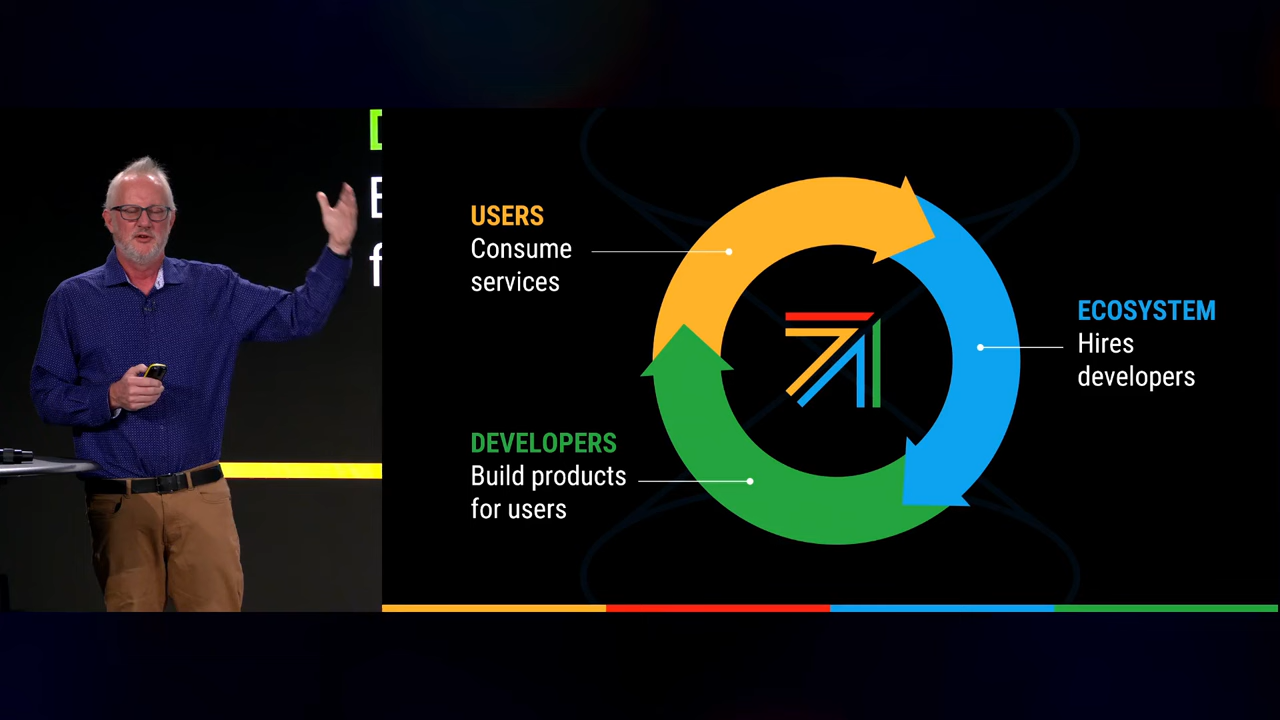 USERS
Consume
services
ECOSYSTEM
Hires
developers
DEVELOPERS
Build products
for users